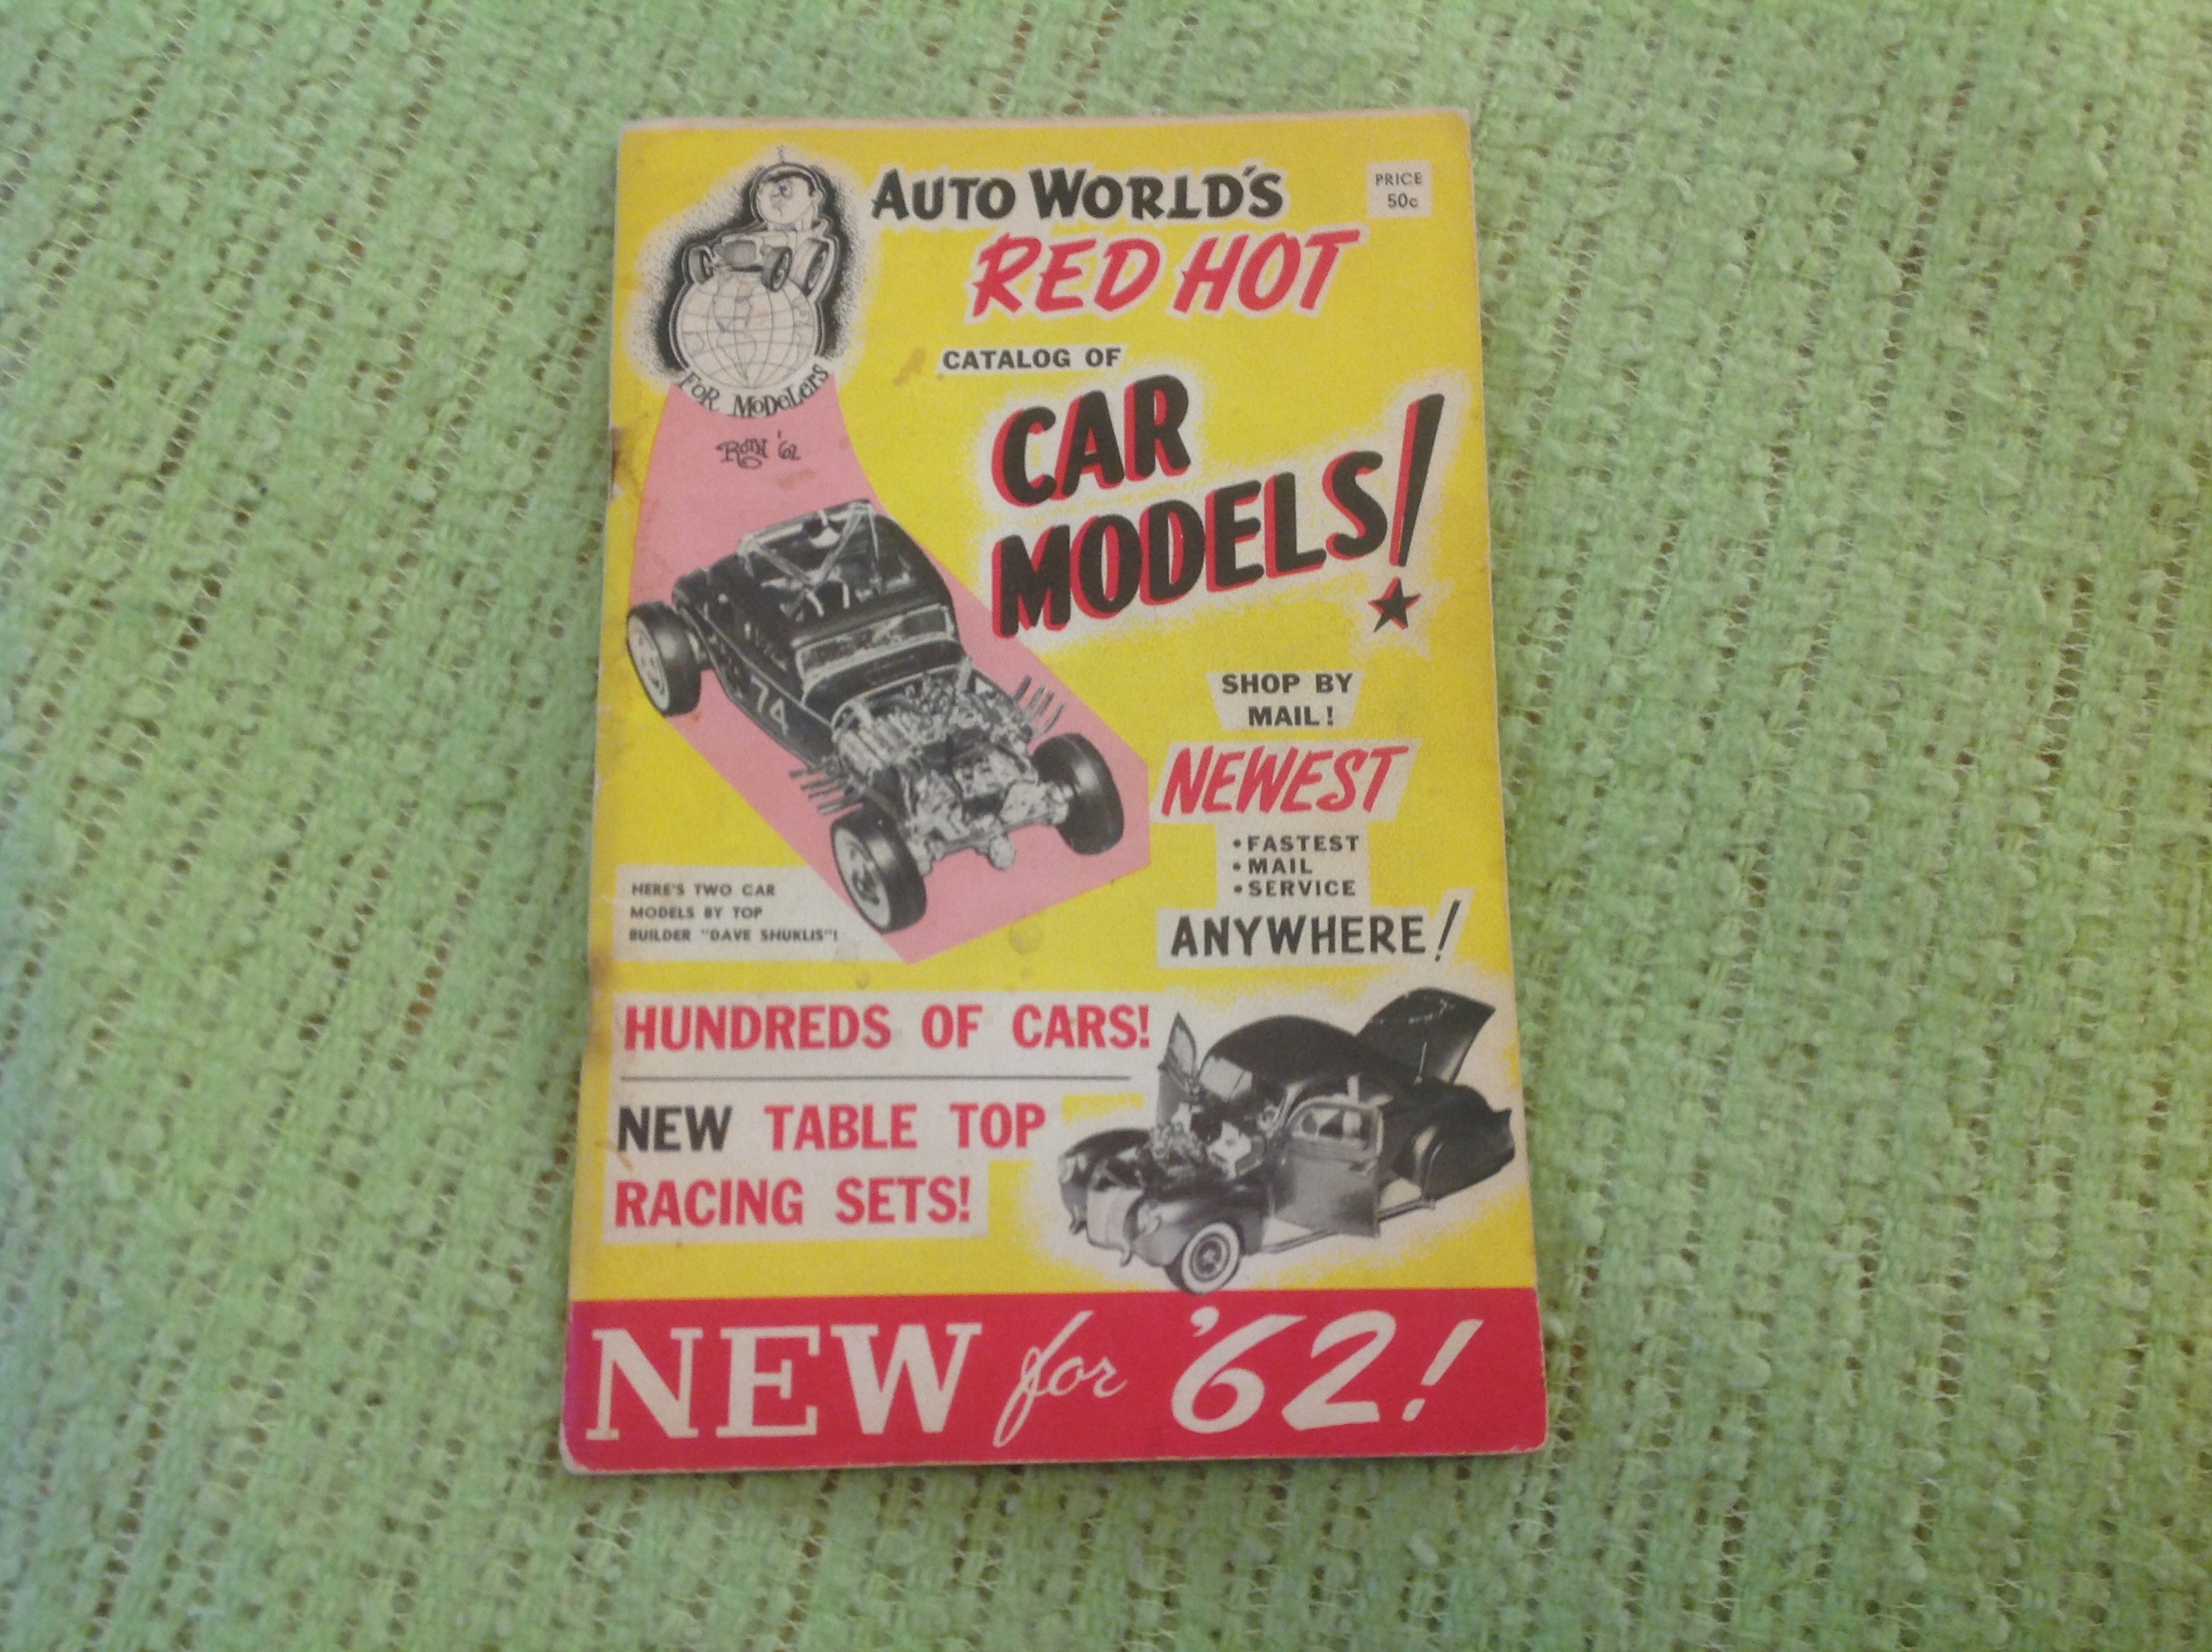 AUTO WORLD'S
PRICE
50c
RED HOT
CATALOG OF
CAR
MODELS!
FOR MODELERS
ROTH '62
74
SHOP BY
MAIL!
NEWEST
• FASTEST
• MAIL
• SERVICE
ANYWHERE!
HERE'S TWO CAR
MODELS BY TOP
BUILDER "DAVE SHUKLIS"!
HUNDREDS OF CARS!
NEW TABLE TOP
RACING SETS!
NEW for '62!